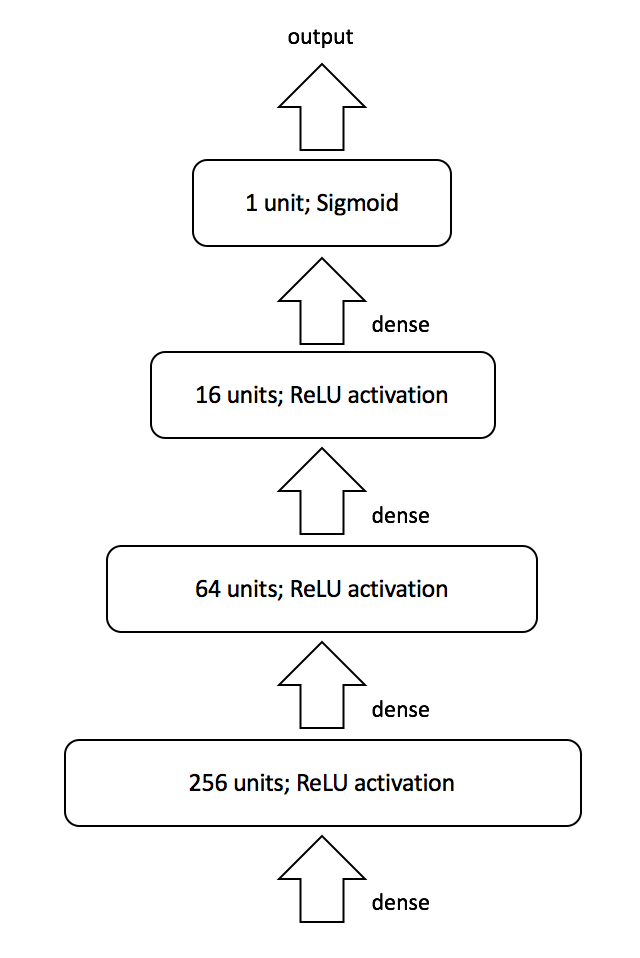 output
1 unit; Sigmoid
dense
16 units; ReLU activation
dense
64 units; ReLU activation
dense
256 units; ReLU activation
dense